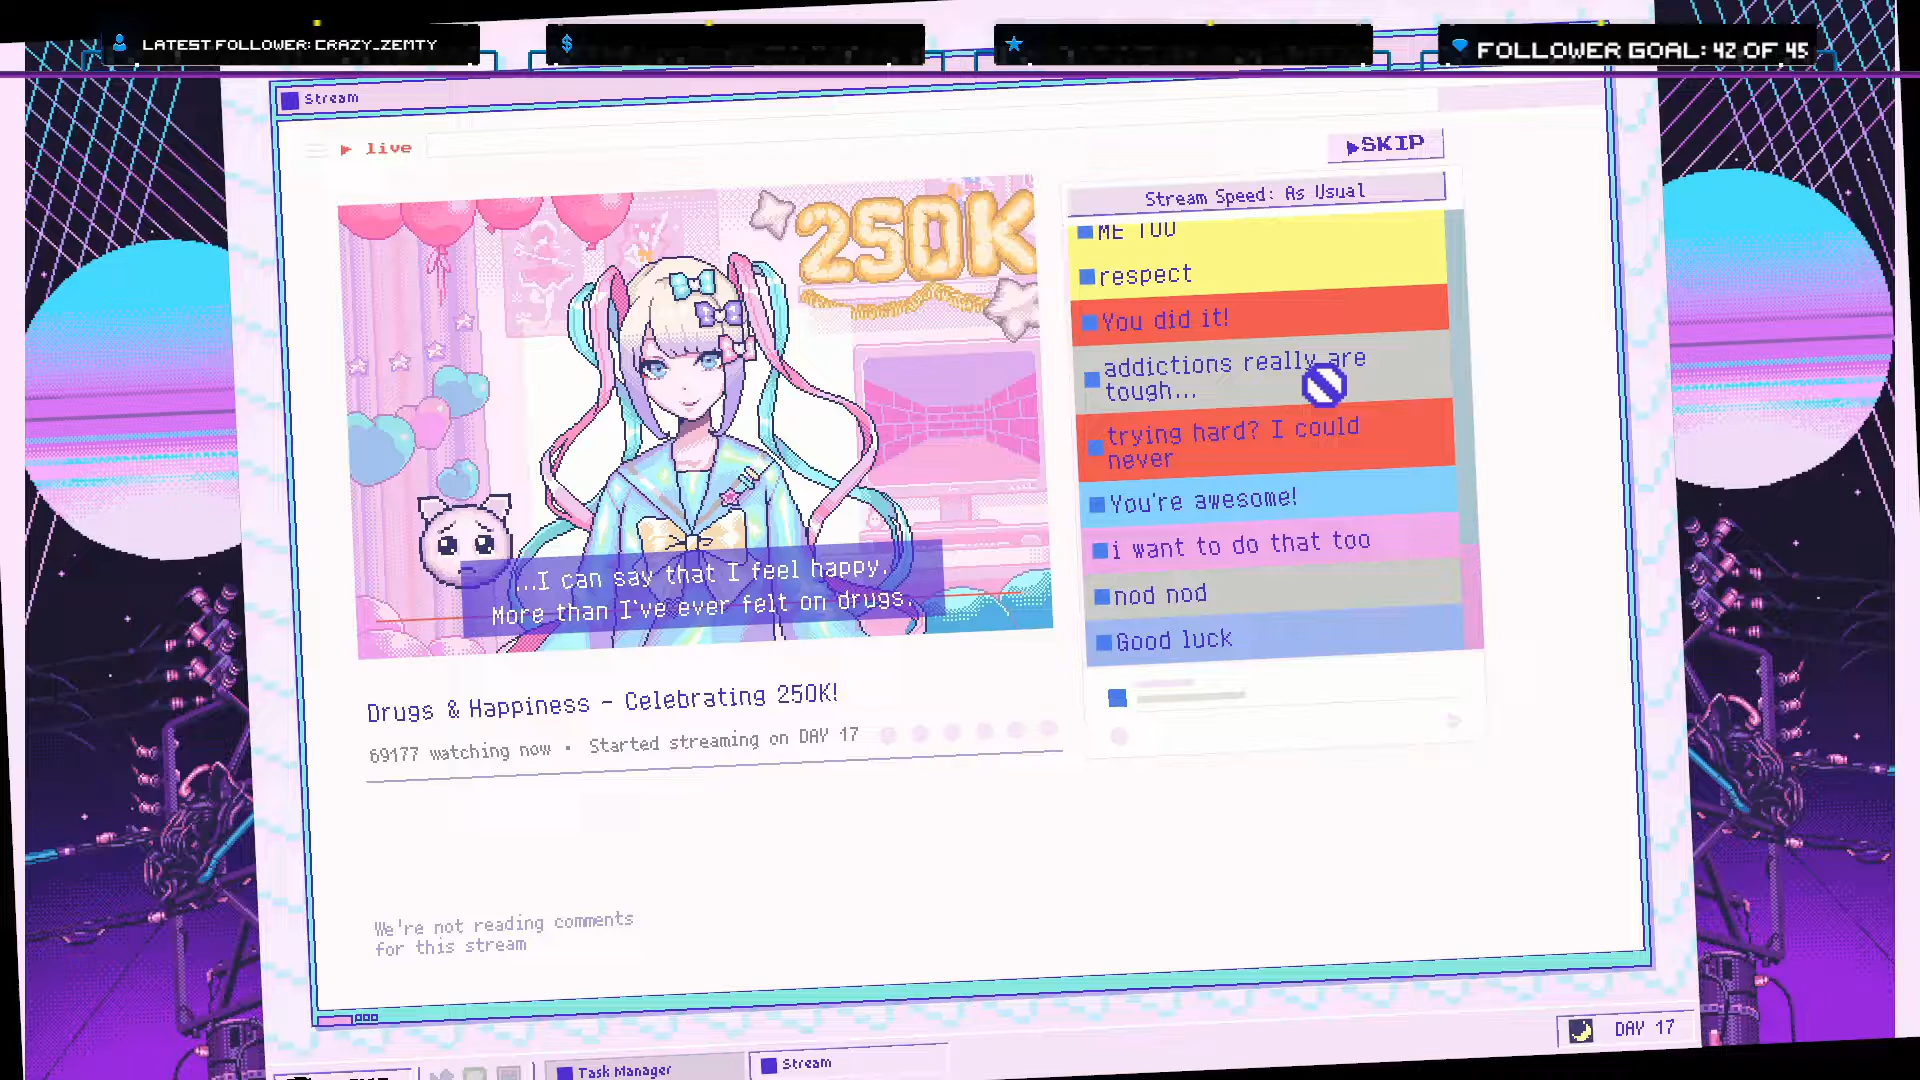 LATEST FOLLOWER: CRAZY_ZEMTY
FOLLOWER GOAL: 42 OF 45
Stream
live
▶SKIP
250K
Stream Speed: As Usual
ME TOO
respect
You did it!
addictions really are
tough...
trying hard? I could
never
You're awesome!
i want to do that too
nod nod
Good luck
...I can say that I feel happy.
More than I've ever felt on drugs.
Drugs & Happiness - Celebrating 250K!
69177 watching now • Started streaming on DAY 17
We're not reading comments
for this stream
DAY 17
Task Manager
Stream